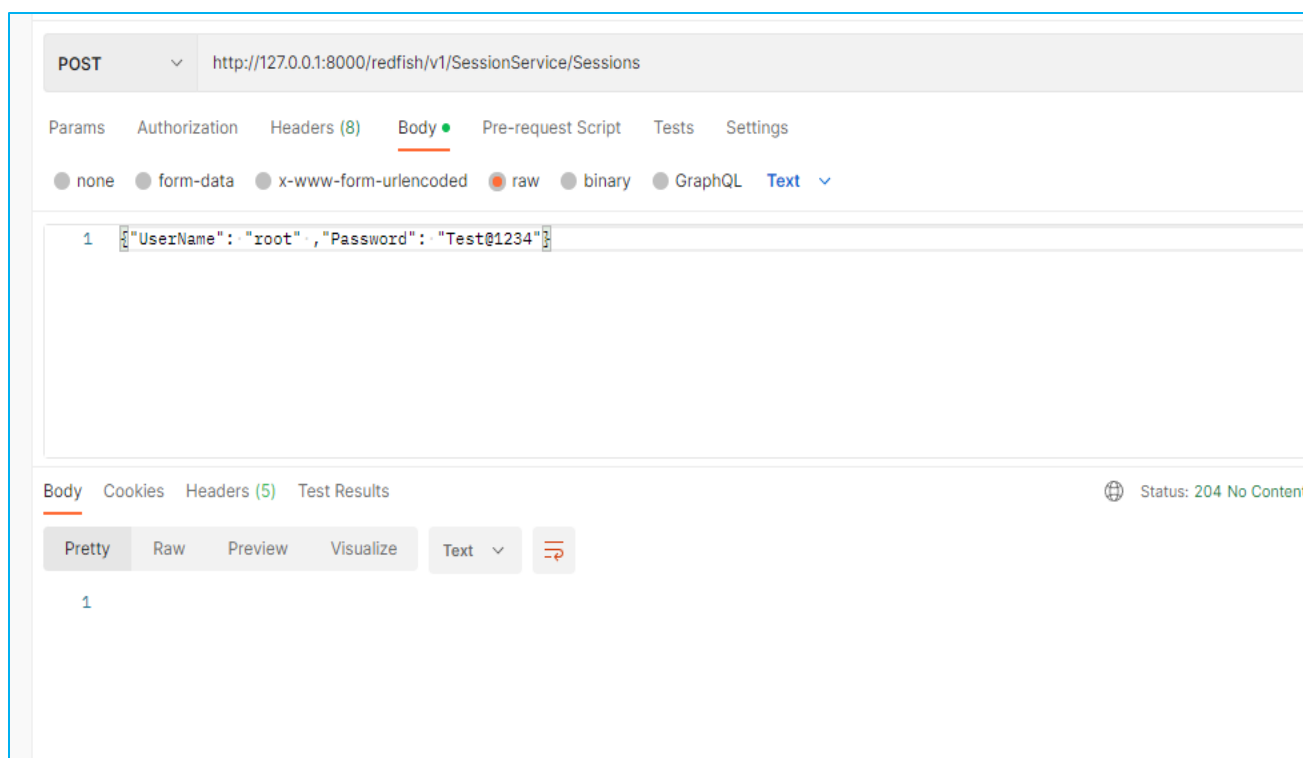 POST http://127.0.0.1:8000/redfish/v1/SessionService/Sessions
Params Authorization Headers (8) Body Pre-request Script Tests Settings
none form-data x-www-form-urlencoded raw binary GraphQL Text
1 {"UserName": "root" ,"Password": "Test@1234"}
Body Cookies Headers (5) Test Results Status: 204 No Content
Pretty Raw Preview Visualize Text
1